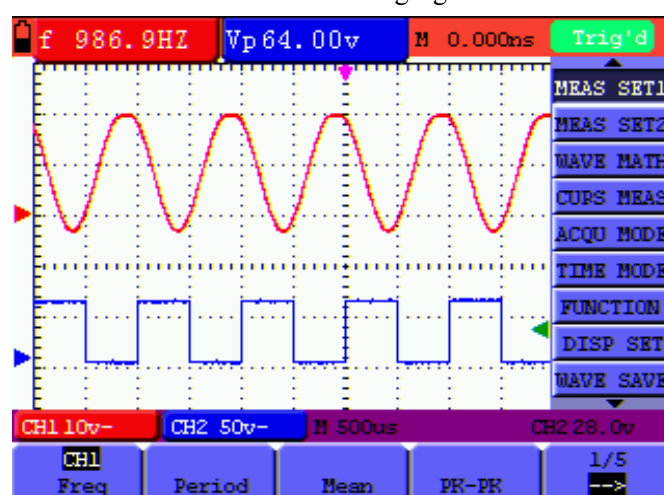 f 986.9HZ Vp64.00v M 0.000ns Trig'd
MEAS SET1
MEAS SET2
WAVE MATH
CURS MEAS
ACQU MODE
TIME MODE
FUNCTION
DISP SET
WAVE SAVE
CH1 10v- CH2 50v- M 500us CH2 28.0v
CH1 1/5
Freq Period Mean PK-PK -->